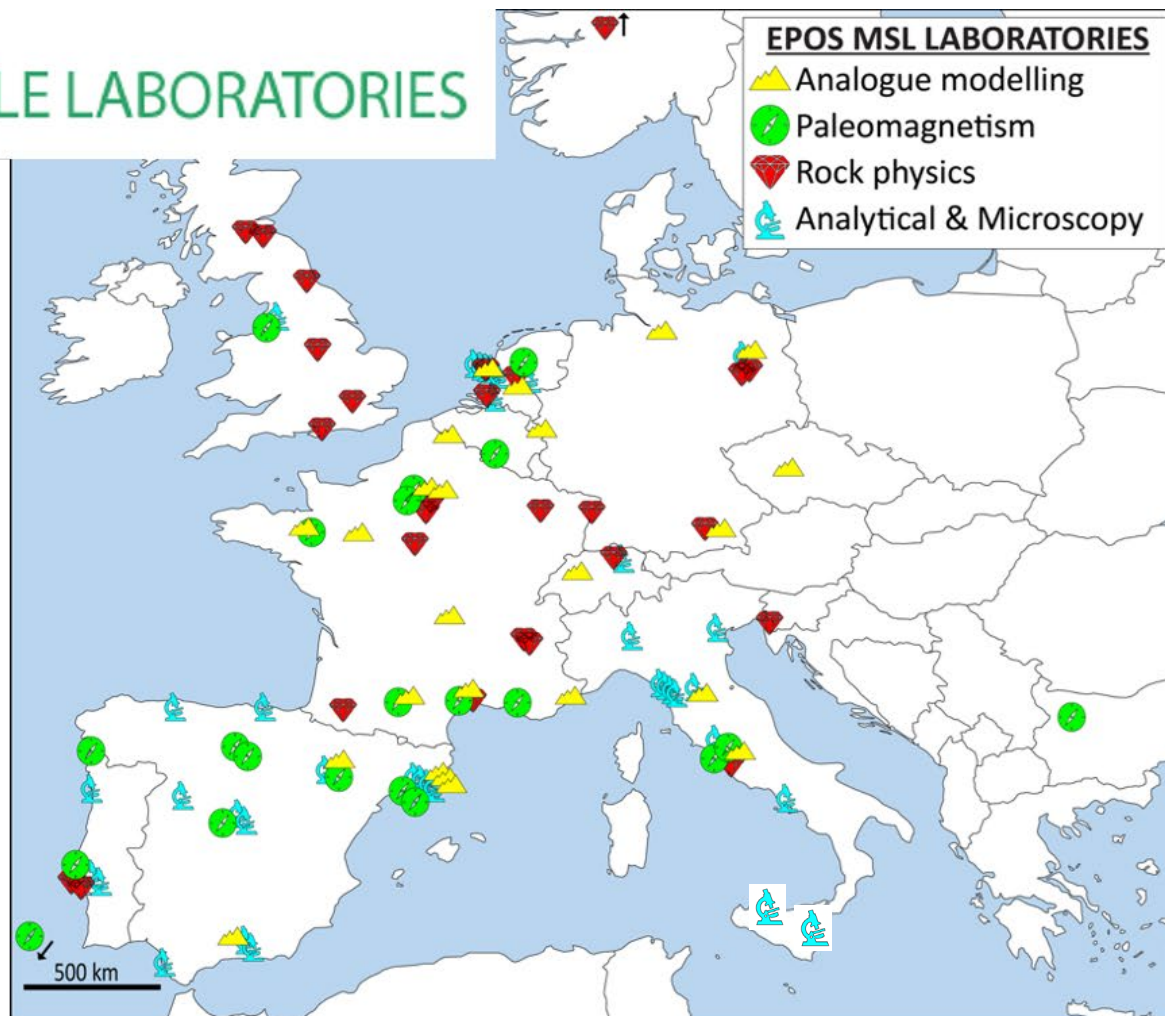 LE LABORATORIES
EPOS MSL LABORATORIES
Analogue modelling
Paleomagnetism
Rock physics
Analytical & Microscopy
500 km